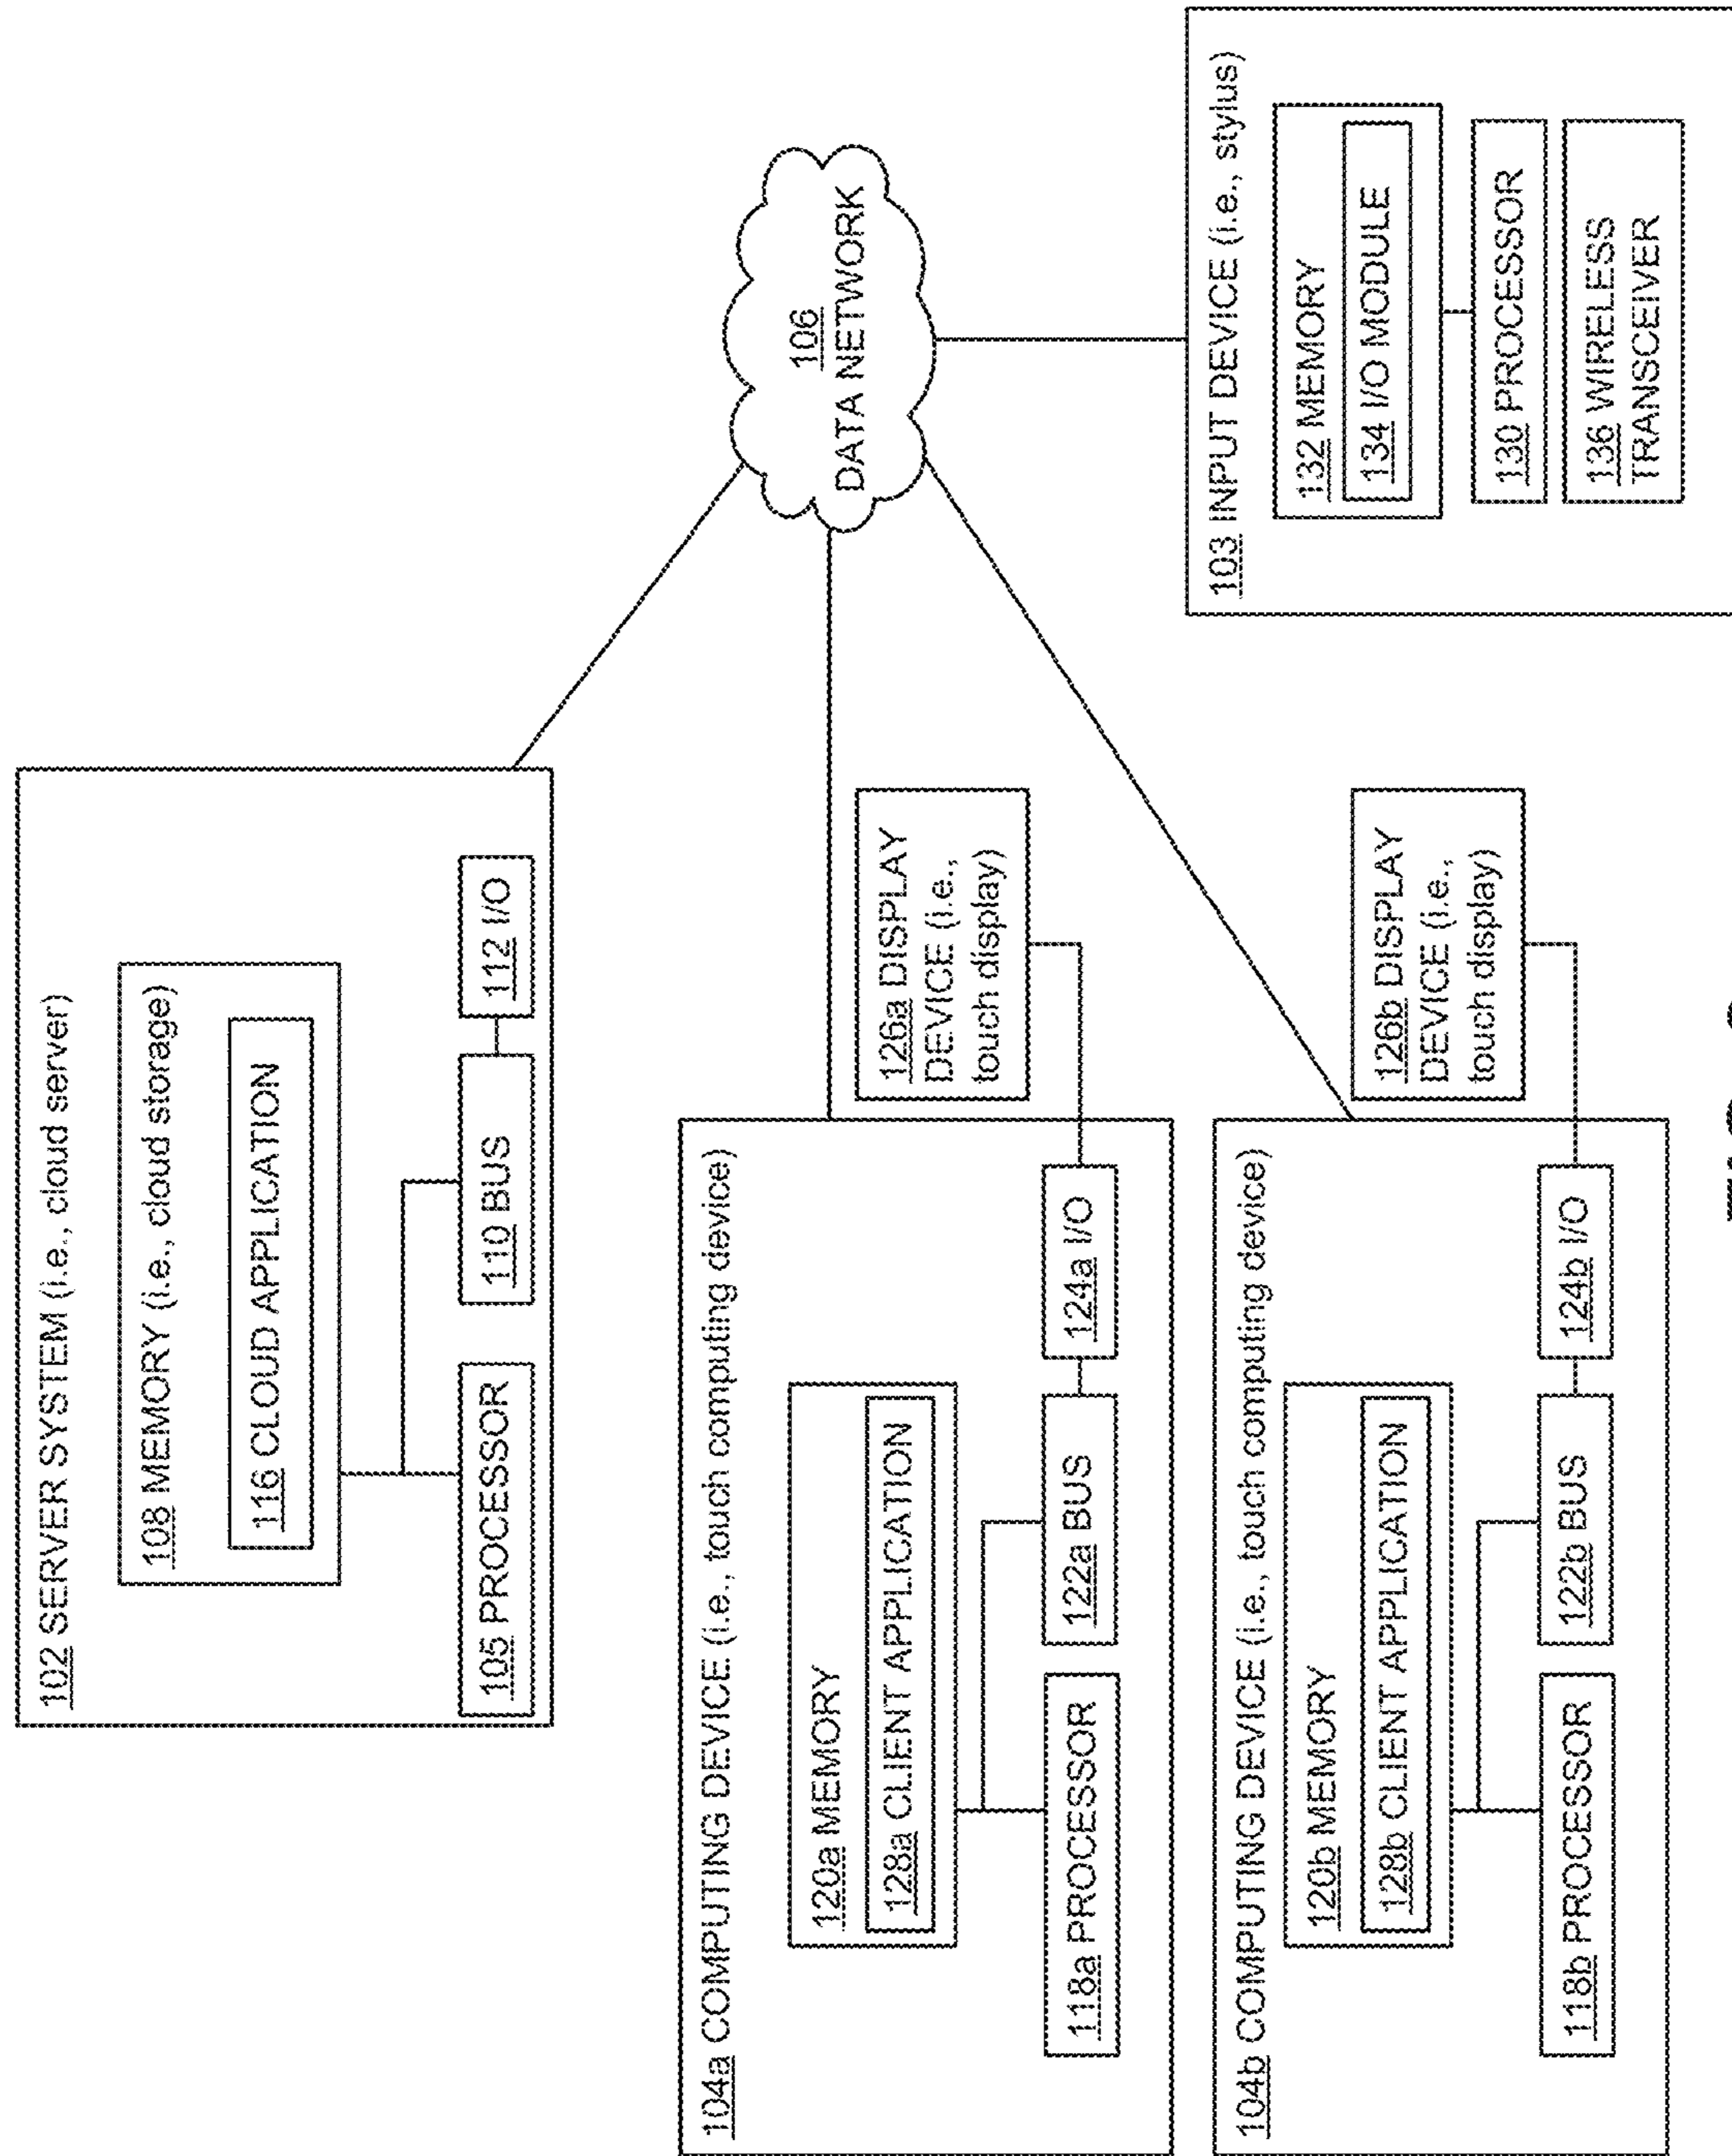 102 SERVER SYSTEM (i.e., cloud server)
108 MEMORY (i.e., cloud storage)
116 CLOUD APPLICATION
105 PROCESSOR
110 BUS
112 I/O
104a COMPUTING DEVICE (i.e., touch computing device)
120a MEMORY
128a CLIENT APPLICATION
118a PROCESSOR
122a BUS
124a I/O
126a DISPLAY
DEVICE (i.e.,
touch display)
104b COMPUTING DEVICE (i.e., touch computing device)
120b MEMORY
128b CLIENT APPLICATION
118b PROCESSOR
122b BUS
124b I/O
126b DISPLAY
DEVICE (i.e.,
touch display)
106
DATA NETWORK
103 INPUT DEVICE (i.e., stylus)
132 MEMORY
134 I/O MODULE
130 PROCESSOR
136 WIRELESS
TRANSCEIVER